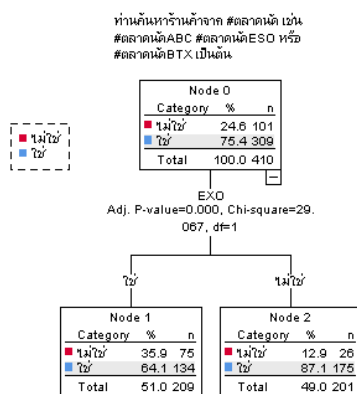 ท่านค้นหาร้านค้าจาก #ตลาดนัด เช่น
#ตลาดนัดABC #ตลาดนัดESO หรือ
#ตลาดนัดBTX เป็นต้น
Node 0
Category % n
ไม่ใช่ 24.6 101
ใช่ 75.4 309
Total 100.0 410
ไม่ใช่
ใช่
EXO
Adj. P-value=0.000, Chi-square=29.
067, df=1
ใช่ ไม่ใช่
Node 1
Category % n
ไม่ใช่ 35.9 75
ใช่ 64.1 134
Total 51.0 209
Node 2
Category % n
ไม่ใช่ 12.9 26
ใช่ 87.1 175
Total 49.0 201